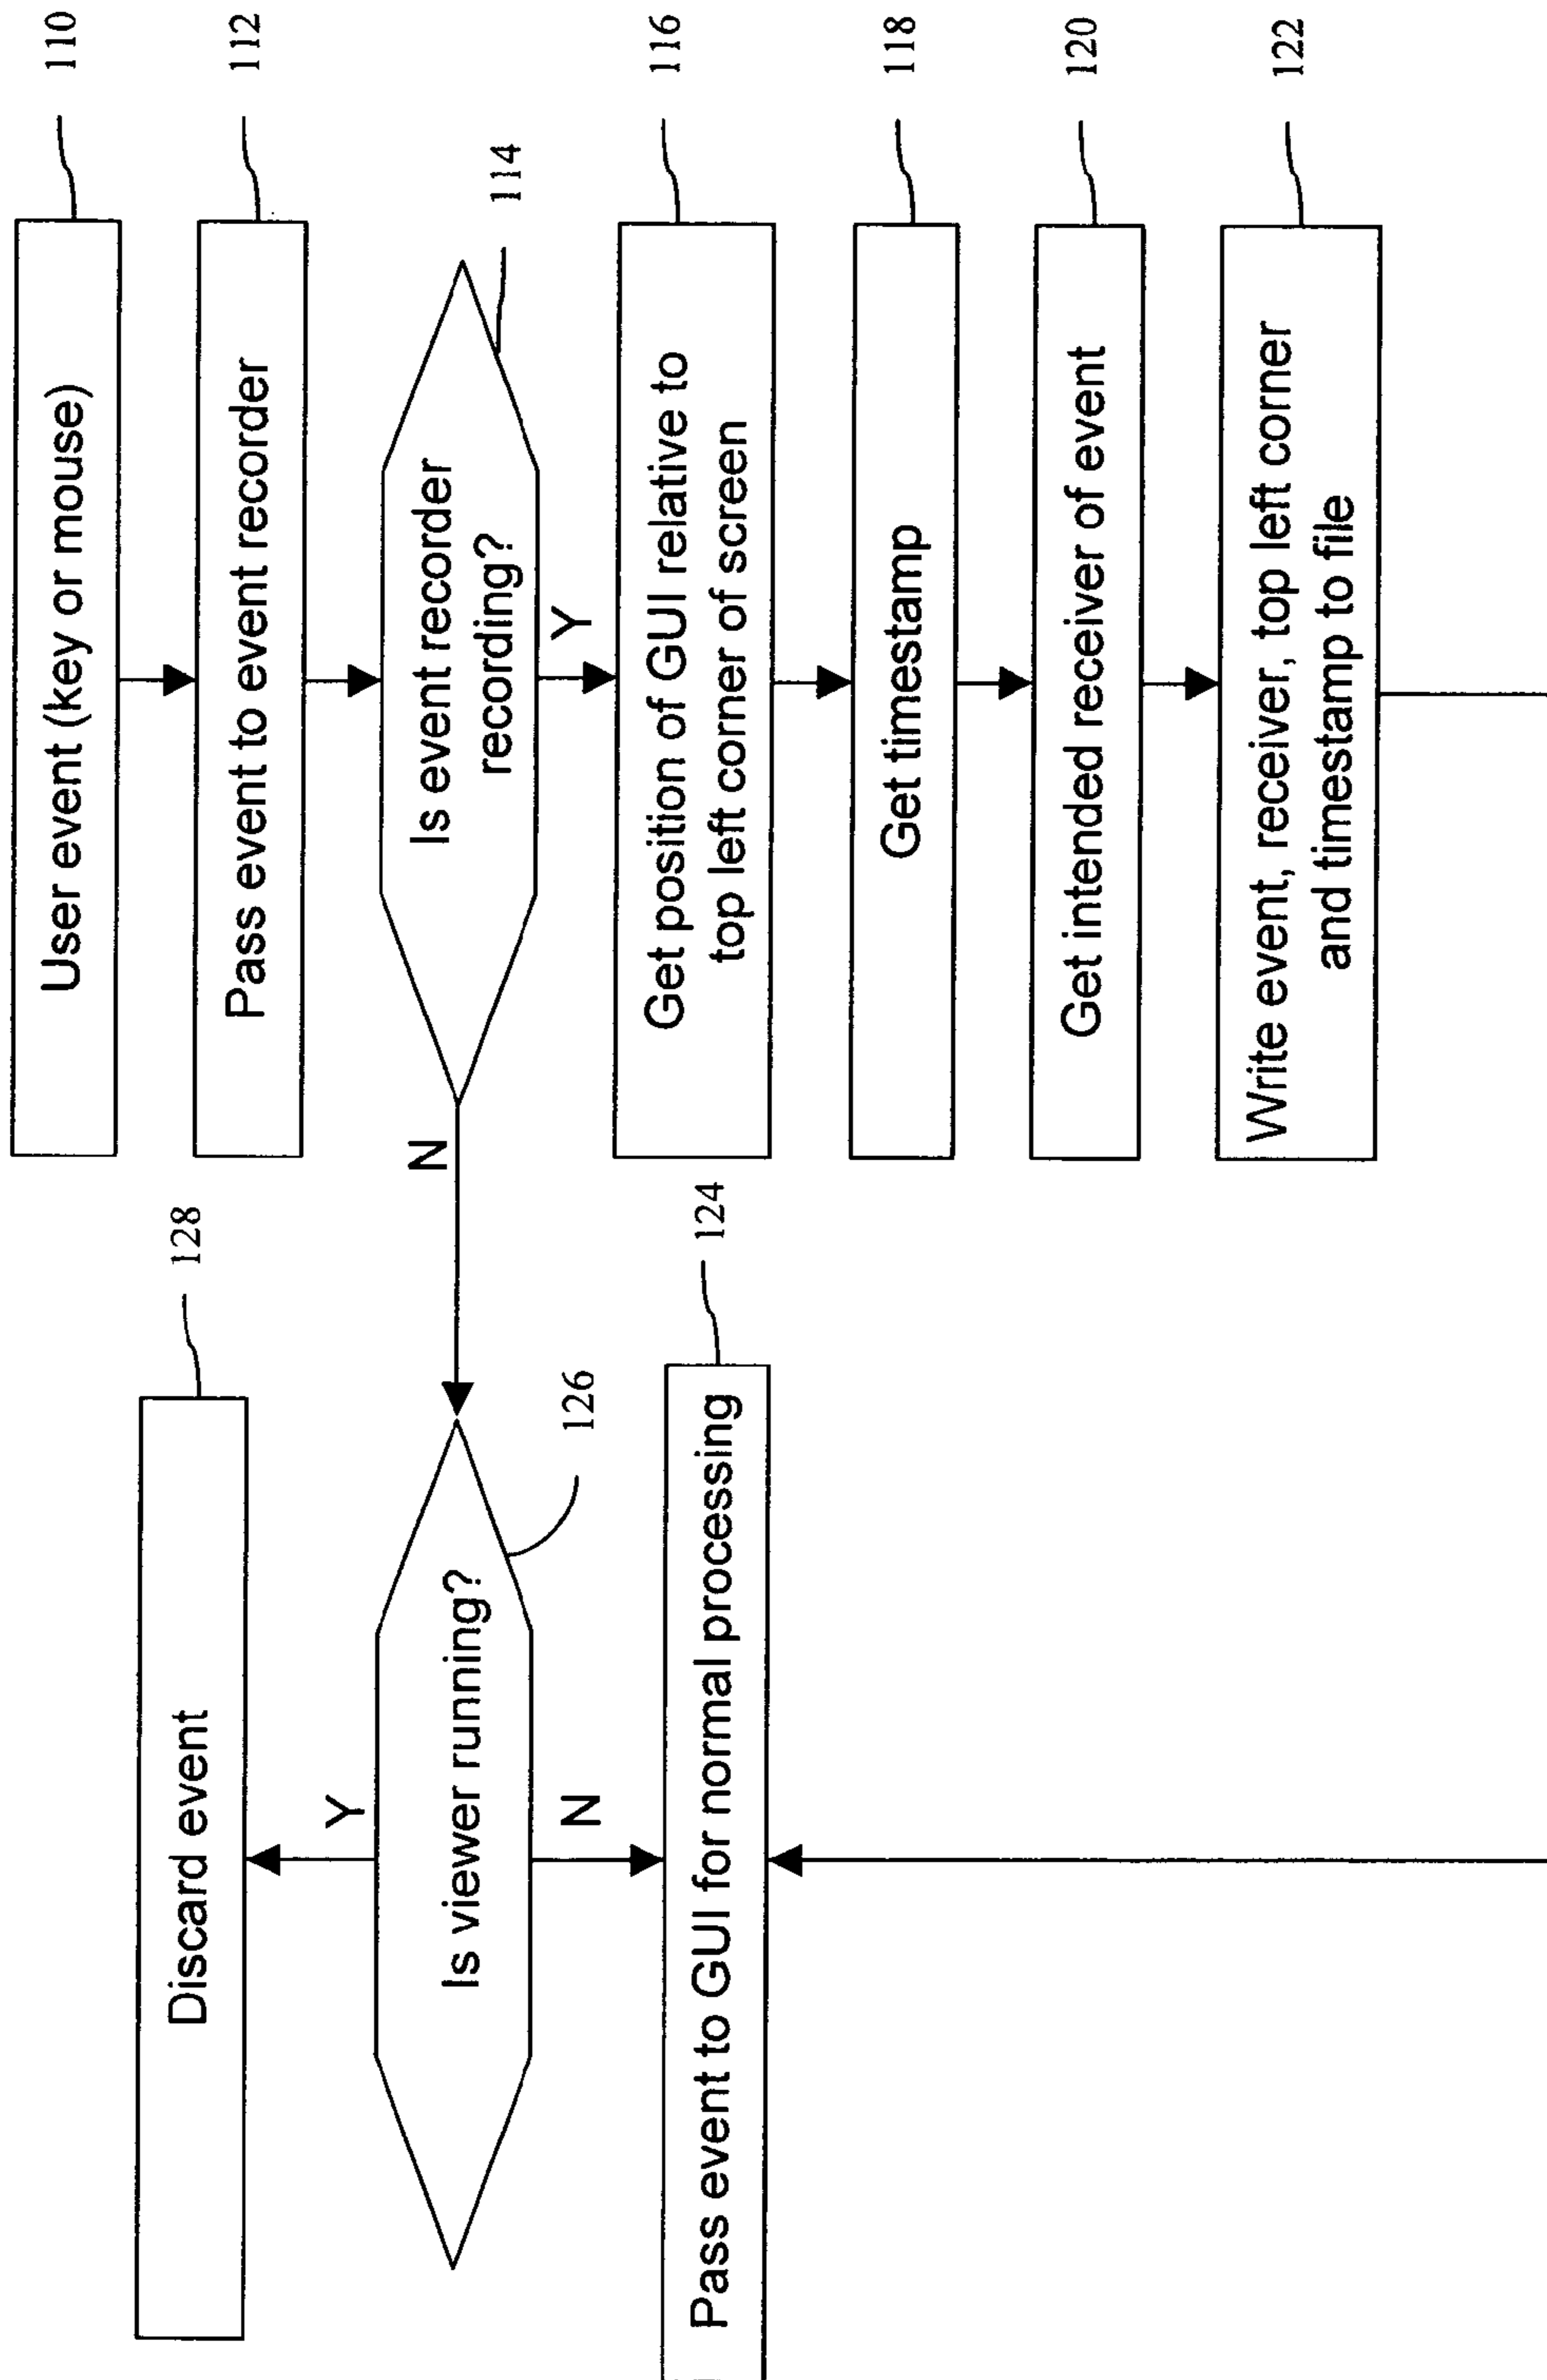 User event (key or mouse)
110
Pass event to event recorder
112
Is event recorder
recording?
114
Y
N
Get position of GUI relative to
top left corner of screen
116
Get timestamp
118
Get intended receiver of event
120
Write event, receiver, top left corner
and timestamp to file
122
Discard event
128
Y
Is viewer running?
126
N
Pass event to GUI for normal processing
124